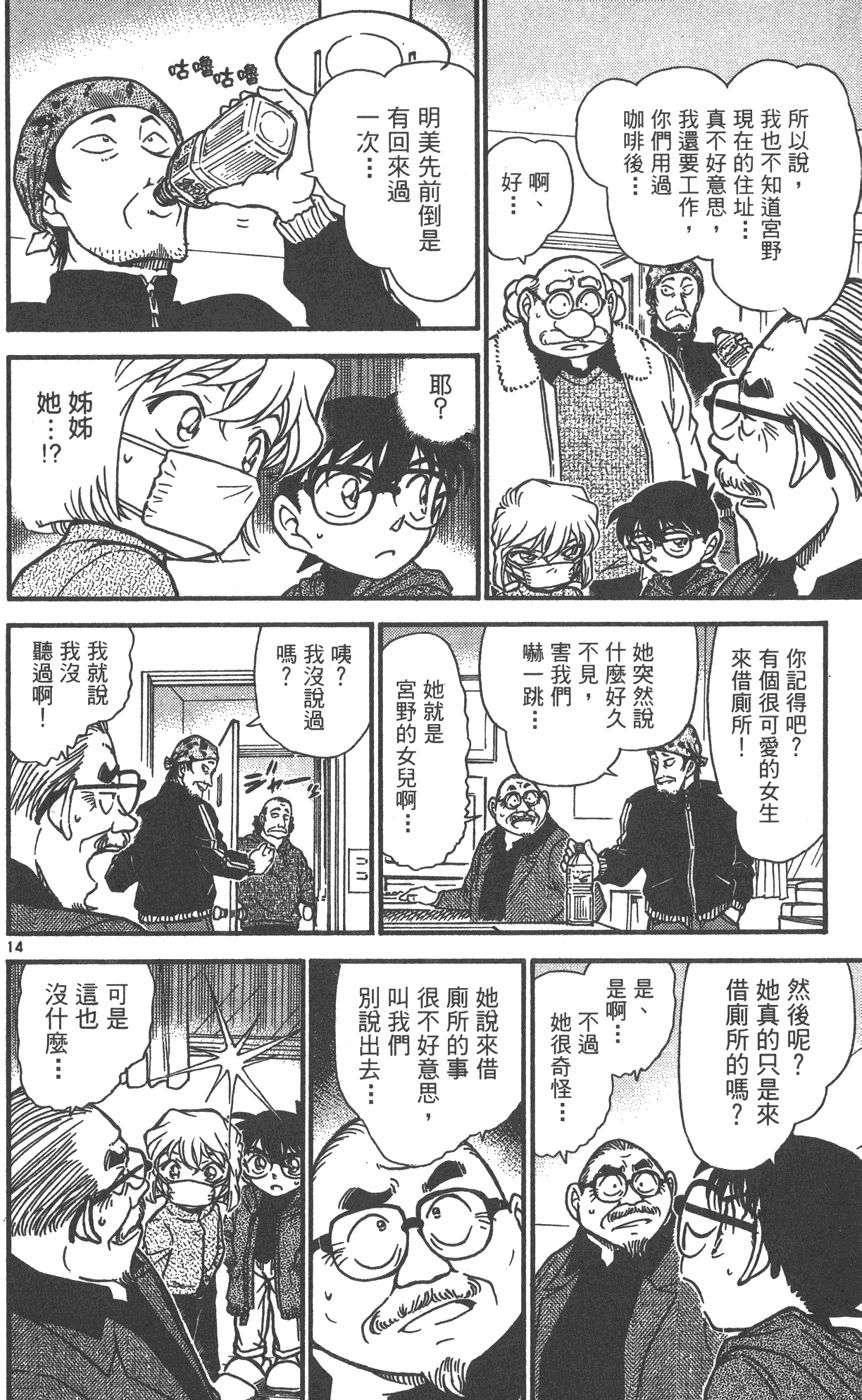 所以說，
我也不知道宮野
現在的住址…
真不好意思，
我還要工作，
你們用過
咖啡後…
啊、
好…
咕嚕咕嚕
明美先前倒是
有回來過
一次…
耶？
姊姊
她…!?
你記得吧？
有個很可愛的女生
來借廁所！
她突然說
什麼好久
不見，
害我們
嚇一跳…
她就是
宮野的女兒啊…
咦？
我沒說過
嗎？
ジャーッ
我就說
我沒
聽過啊！
14
然後呢？
她真的只是來
借廁所的嗎？
是、
是啊…
不過
她很奇怪…
她說來借
廁所的事
很不好意思，
叫我們
別說出去…
可是
這也
沒什麼…